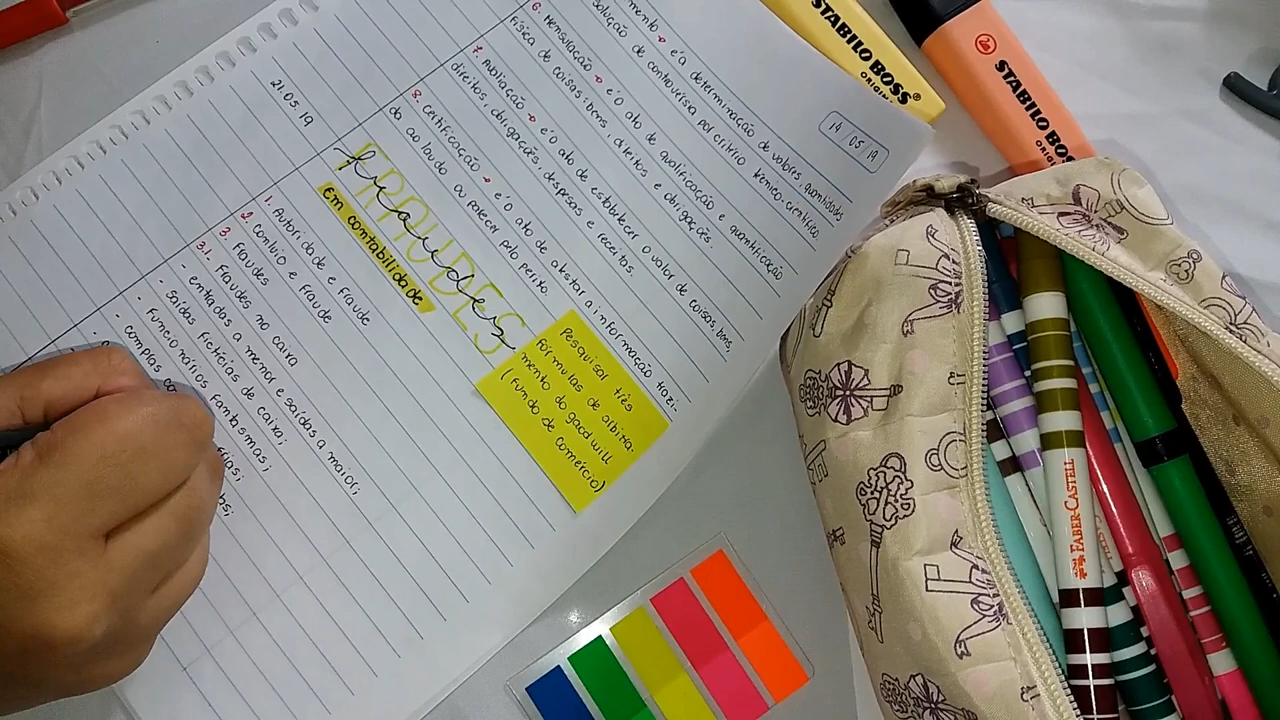 14/05/19
mento → é a determinação de valores, quantidades
solução de controvérsia por critério técnico-científico
6. Mensuração → é o ato de qualificação e quantificação
física de coisas: bens, direitos e obrigações.
7. Avaliação → é o ato de estabelecer o valor de coisas, bens,
direitos, obrigações, despesas e receitas.
8. Certificação → é o ato de atestar a informação trazi-
da ao laudo ou parecer pelo perito.
21.05.19
FRAUDES
fraudes
em contabilidade
1. Autoridade e fraude
2. Conluio e fraude
3. Fraudes
3.1. Fraudes no caixa
- entradas a menor e saídas a maior;
- saídas fictícias de caixa;
- funcionários fantasmas;
- compras
Pesquisar três
fórmulas de arbitra-
mento do goodwill
(fundo de comércio)
STABILO BOSS
ORIGIN
STABILO BOSS
ORIGI
FABER-CASTELL